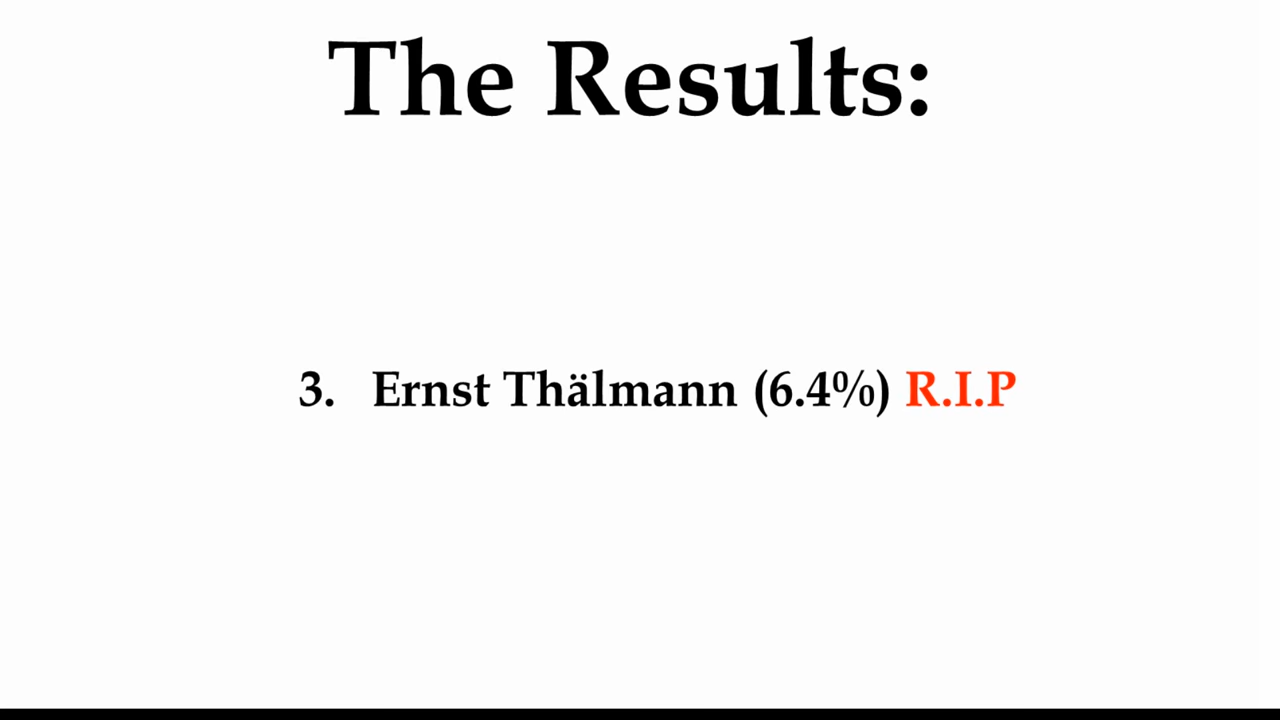 The Results:
3. Ernst Thälmann (6.4%) R.I.P